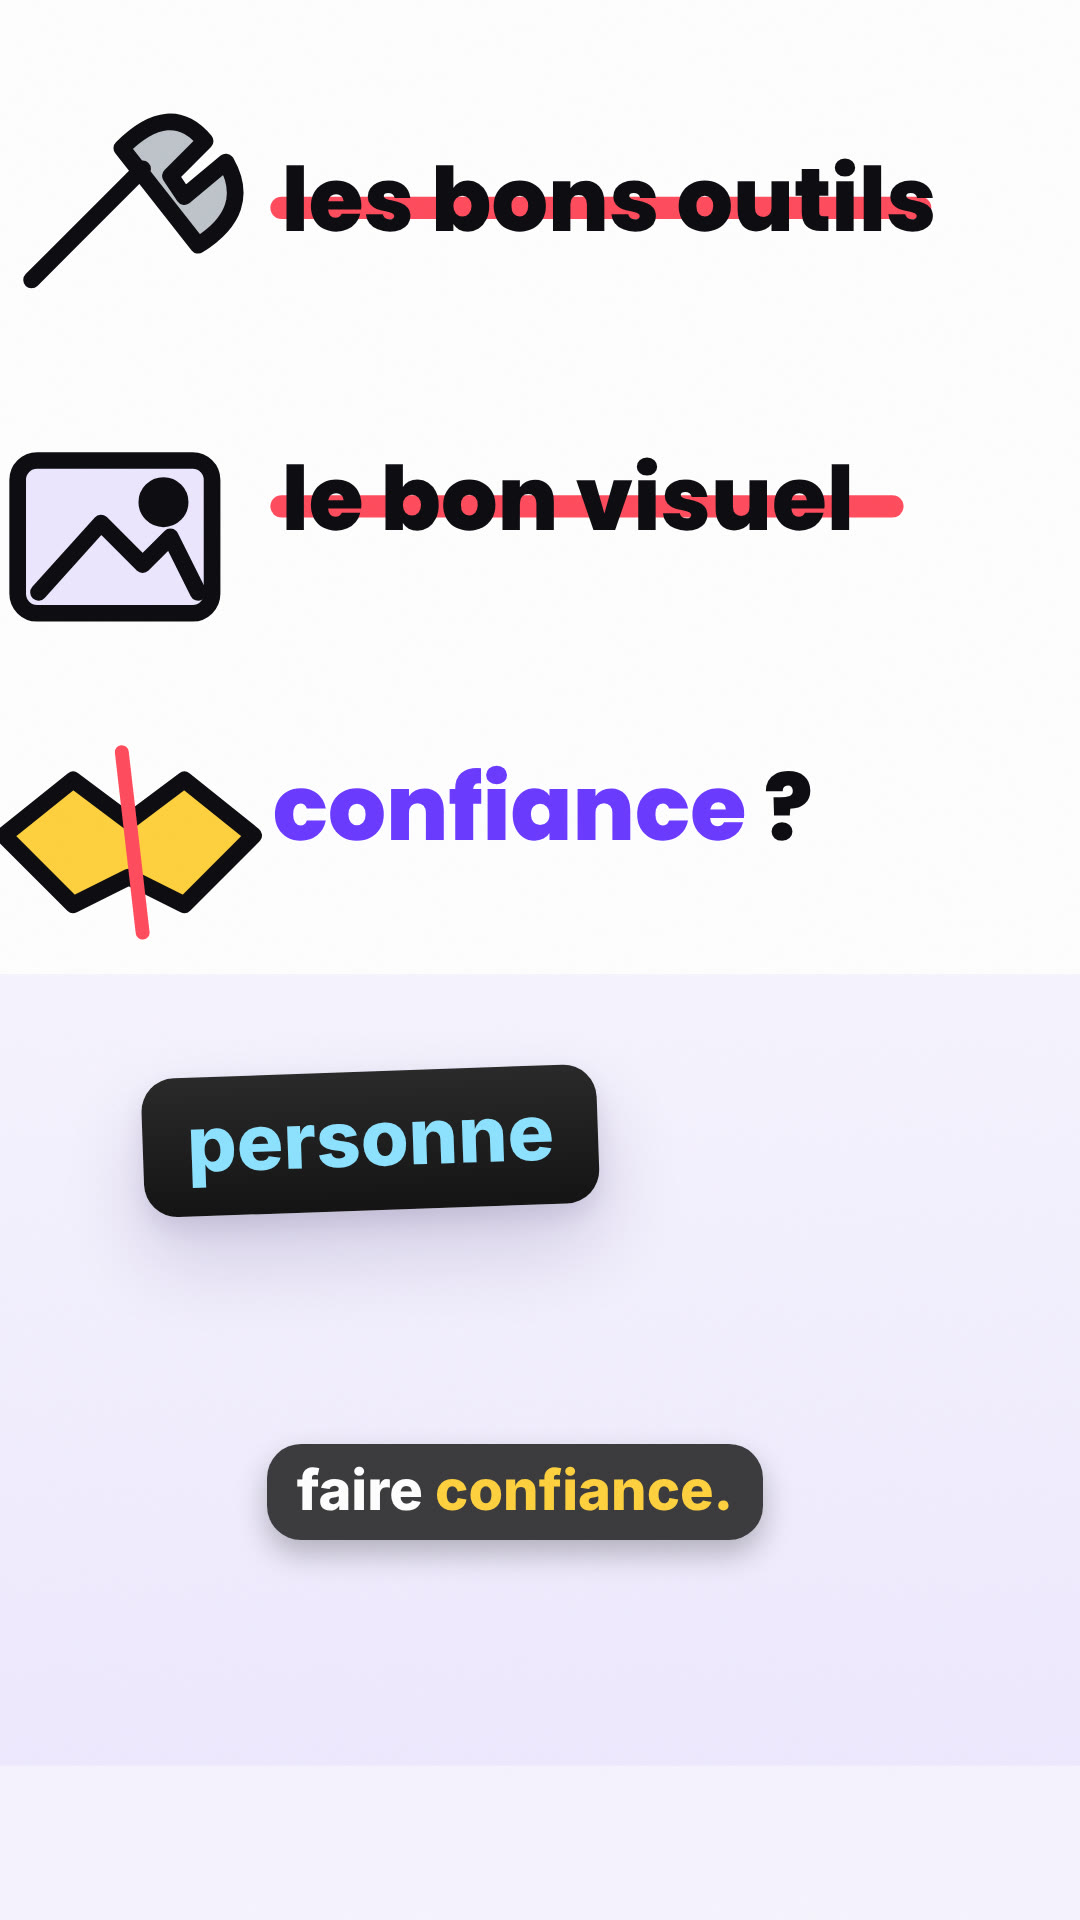 les bons outils
le bon visuel
confiance ?
personne
faire confiance.